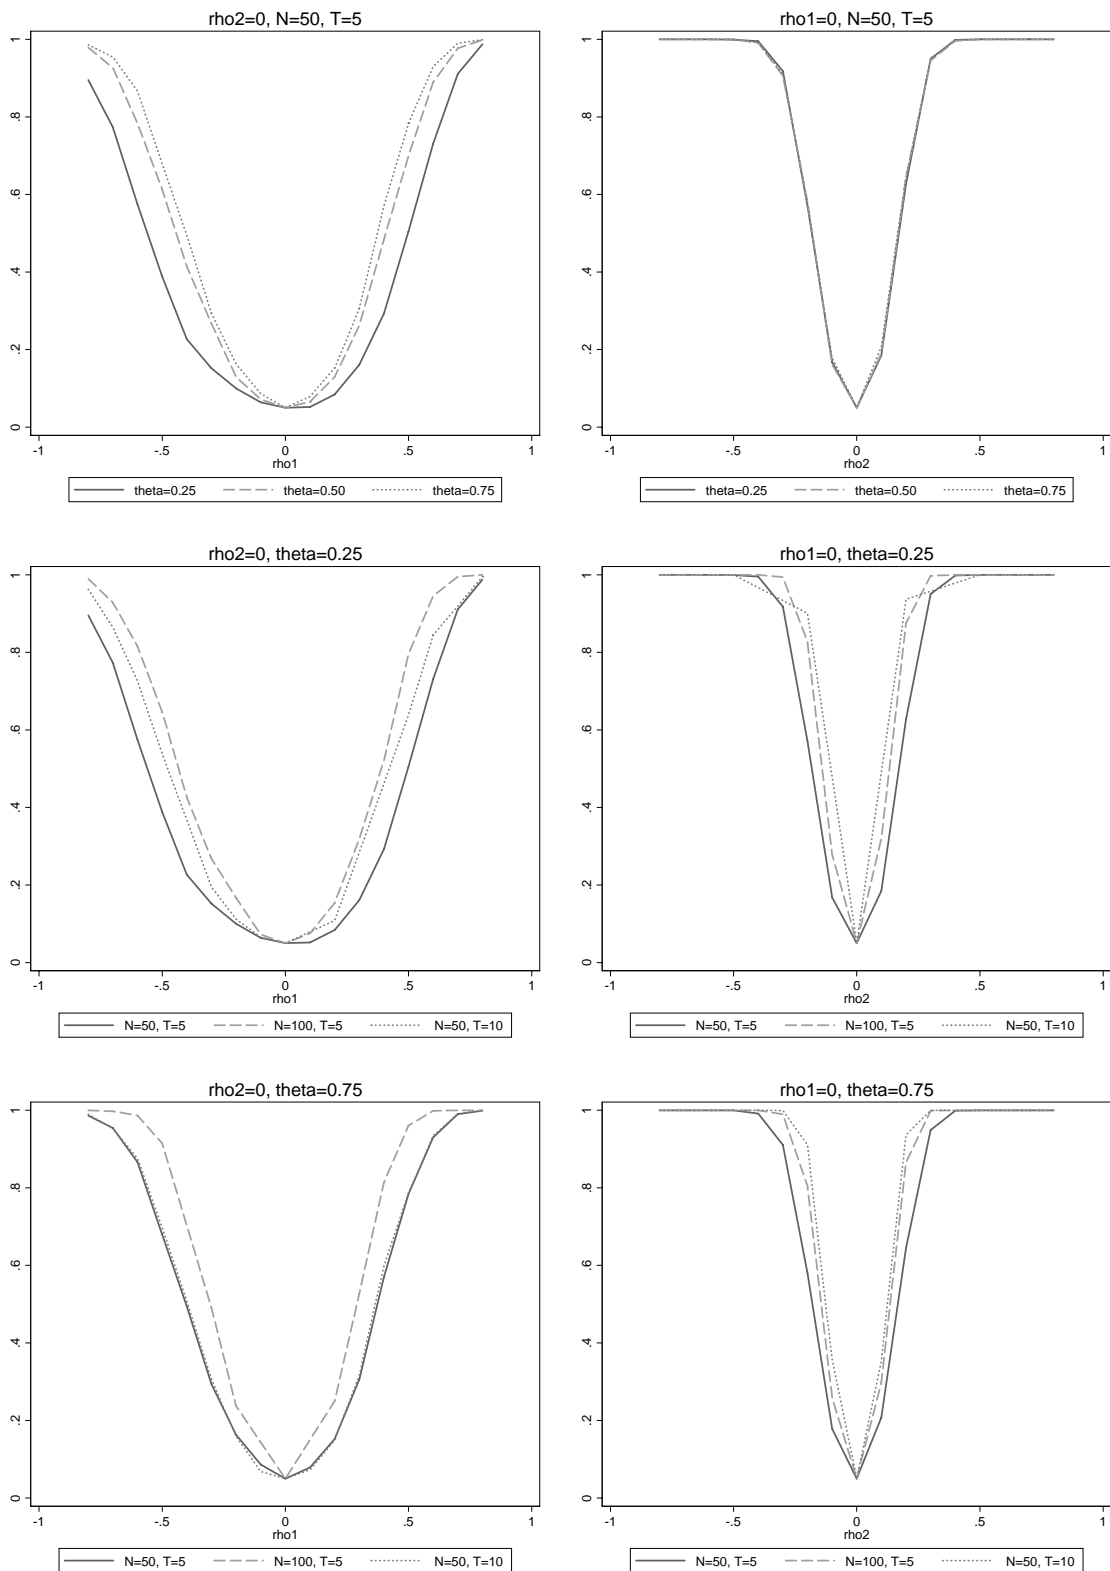 rho2=0, N=50, T=5
1
.8
.6
.4
.2
0
-1 -.5 0 .5 1
rho1
theta=0.25 theta=0.50 theta=0.75
rho1=0, N=50, T=5
1
.8
.6
.4
.2
0
-1 -.5 0 .5 1
rho2
theta=0.25 theta=0.50 theta=0.75
rho2=0, theta=0.25
1
.8
.6
.4
.2
0
-1 -.5 0 .5 1
rho1
N=50, T=5 N=100, T=5 N=50, T=10
rho1=0, theta=0.25
1
.8
.6
.4
.2
0
-1 -.5 0 .5 1
rho2
N=50, T=5 N=100, T=5 N=50, T=10
rho2=0, theta=0.75
1
.8
.6
.4
.2
0
-1 -.5 0 .5 1
rho1
N=50, T=5 N=100, T=5 N=50, T=10
rho1=0, theta=0.75
1
.8
.6
.4
.2
0
-1 -.5 0 .5 1
rho2
N=50, T=5 N=100, T=5 N=50, T=10